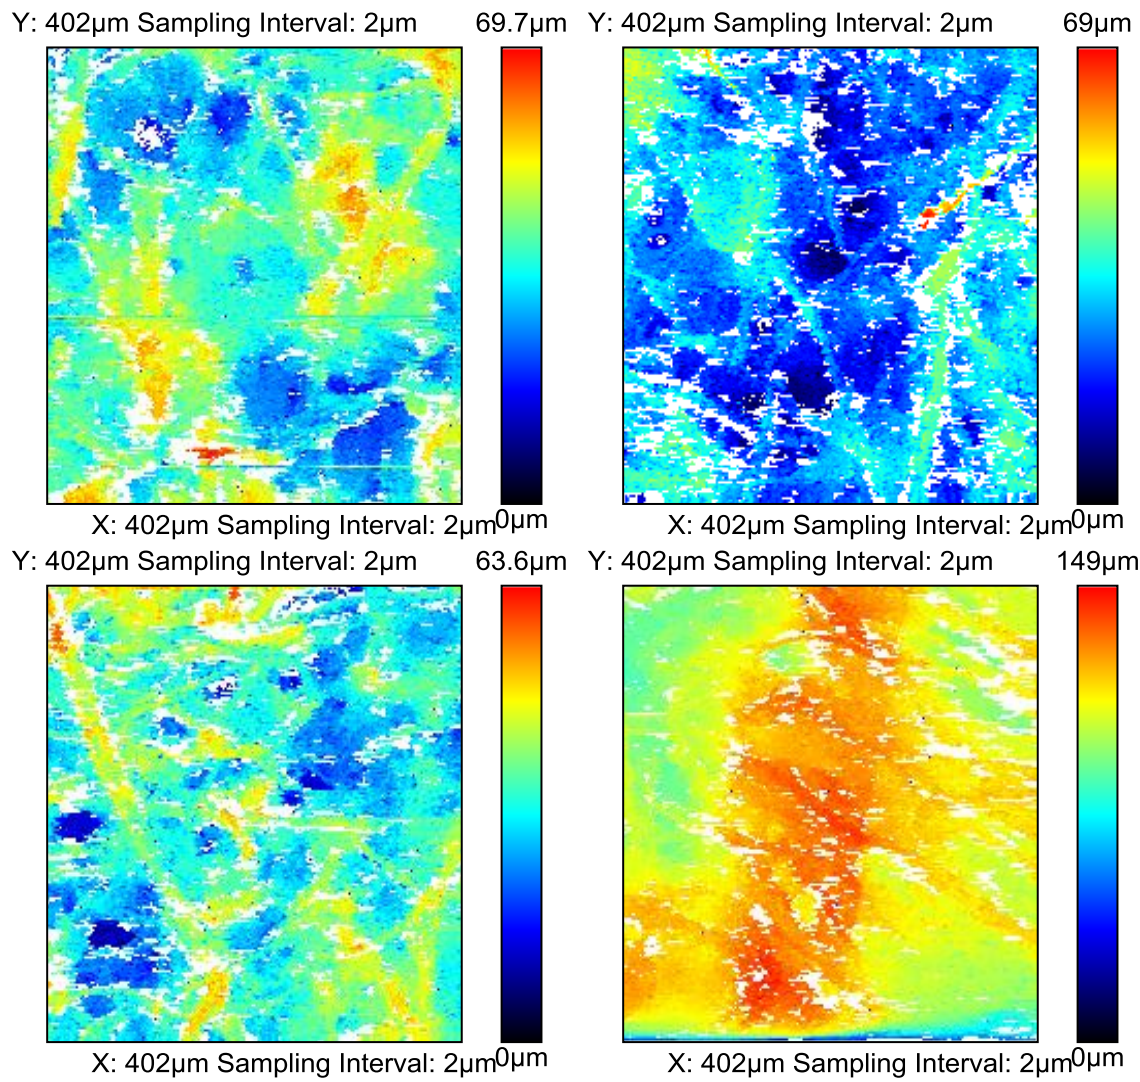 Y: 402µm Sampling Interval: 2µm 69.7µm
Y: 402µm Sampling Interval: 2µm 69µm
X: 402µm Sampling Interval: 2µm 0µm
X: 402µm Sampling Interval: 2µm 0µm
Y: 402µm Sampling Interval: 2µm 63.6µm
Y: 402µm Sampling Interval: 2µm 149µm
X: 402µm Sampling Interval: 2µm 0µm
X: 402µm Sampling Interval: 2µm 0µm